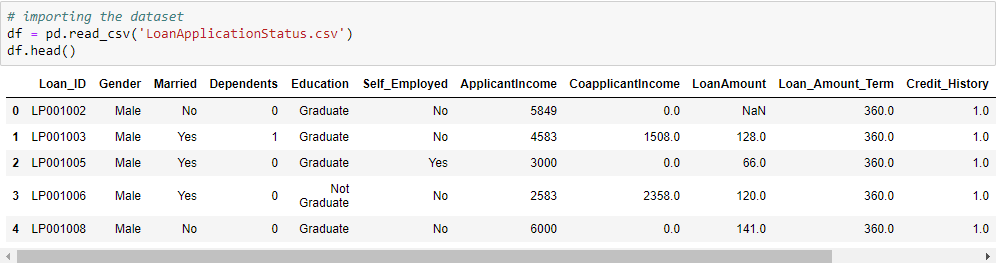 # importing the dataset
df = pd.read_csv('LoanApplicationStatus.csv')
df.head()
Loan_ID Gender Married Dependents Education Self_Employed ApplicantIncome CoapplicantIncome LoanAmount Loan_Amount_Term Credit_History
0 LP001002 Male No 0 Graduate No 5849 0.0 NaN 360.0 1.0
1 LP001003 Male Yes 1 Graduate No 4583 1508.0 128.0 360.0 1.0
2 LP001005 Male Yes 0 Graduate Yes 3000 0.0 66.0 360.0 1.0
3 LP001006 Male Yes 0 Not Graduate No 2583 2358.0 120.0 360.0 1.0
4 LP001008 Male No 0 Graduate No 6000 0.0 141.0 360.0 1.0